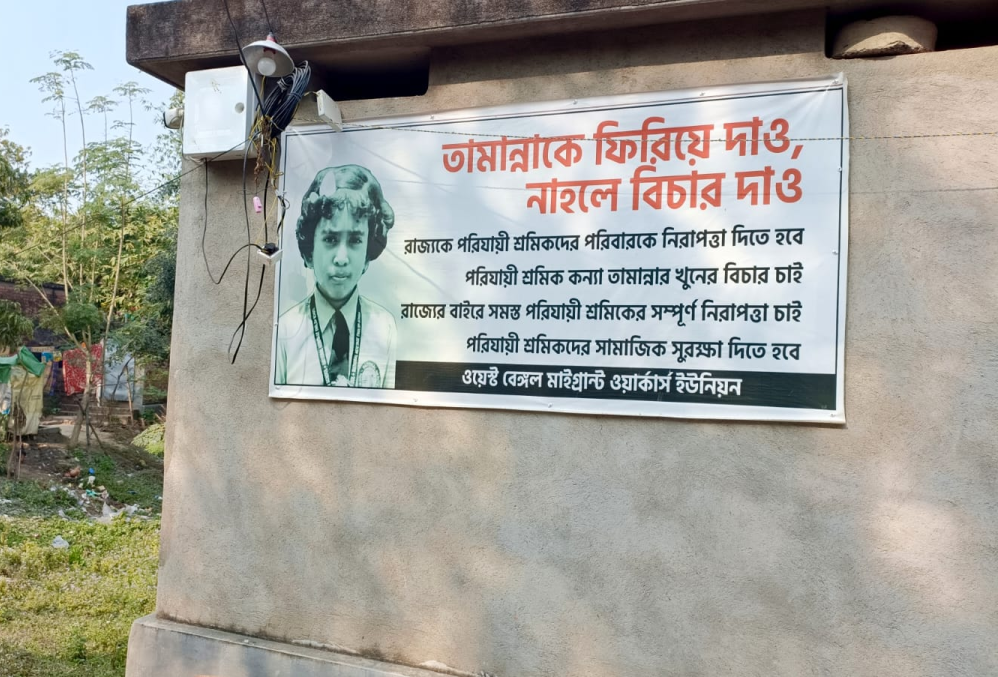 তামান্নাকে ফিরিয়ে দাও,
নাহলে বিচার দাও
রাজ্যকে পরিযায়ী শ্রমিকদের পরিবারকে নিরাপত্তা দিতে হবে
পরিযায়ী শ্রমিক কন্যা তামান্নার খুনের বিচার চাই
রাজ্যের বাইরে সমস্ত পরিযায়ী শ্রমিকের সম্পূর্ণ নিরাপত্তা চাই
পরিযায়ী শ্রমিকদের সামাজিক সুরক্ষা দিতে হবে
ওয়েস্ট বেঙ্গল মাইগ্রান্ট ওয়ার্কার্স ইউনিয়ন